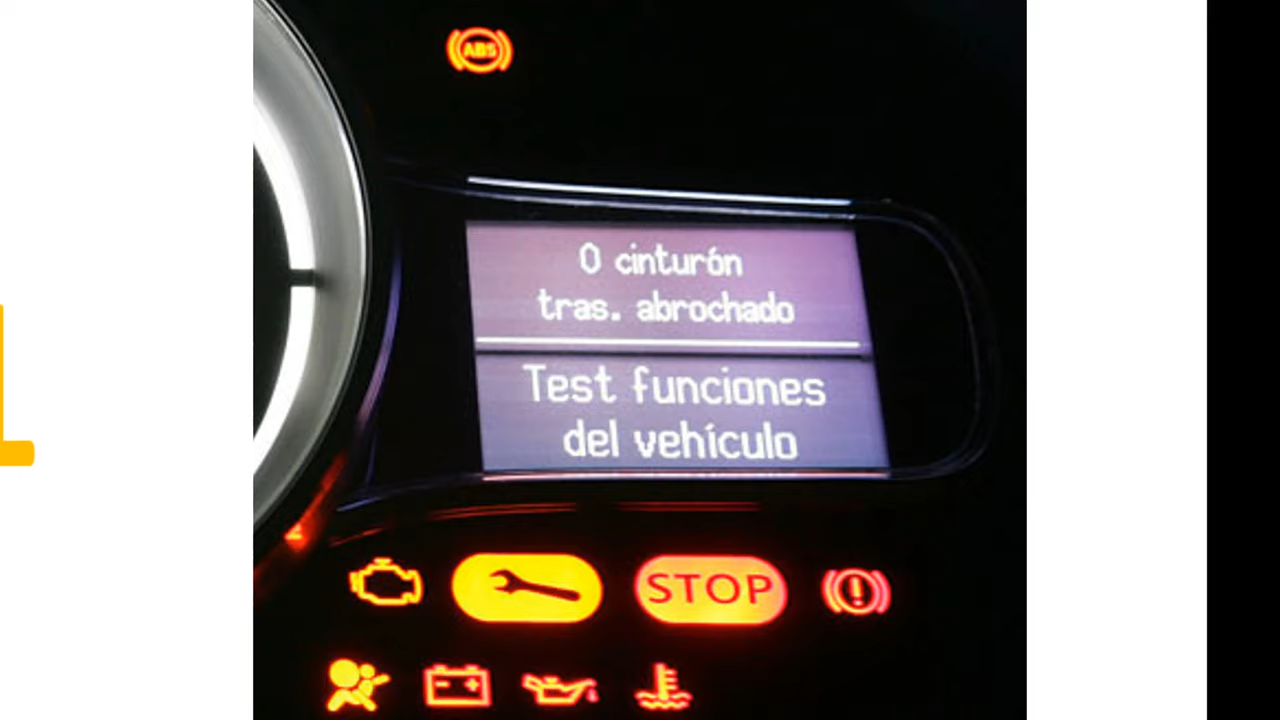 ABS
0 cinturón
tras. abrochado
Test funciones
del vehículo
STOP